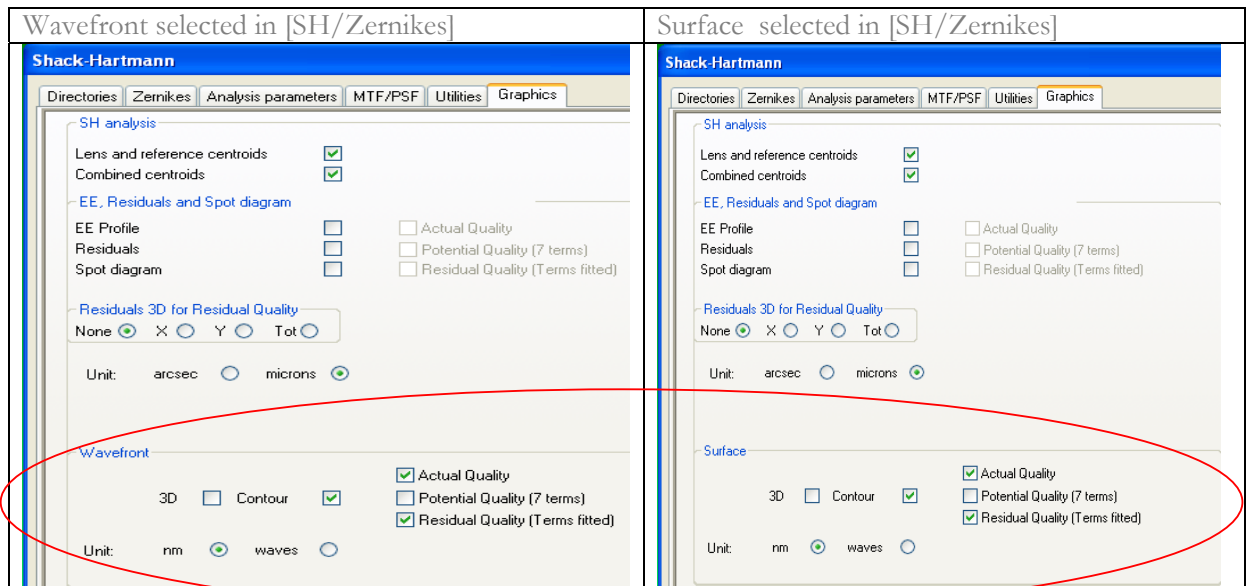 Wavefront selected in [SH/Zernikes]
Shack-Hartmann
Directories Zernikes Analysis parameters MTF/PSF Utilities Graphics
SH analysis
Lens and reference centroids
Combined centroids
EE, Residuals and Spot diagram
EE Profile Actual Quality
Residuals Potential Quality (7 terms)
Spot diagram Residual Quality (Terms fitted)
Residuals 3D for Residual Quality
None X Y Tot
Unit: arcsec microns
Wavefront
Actual Quality
3D Contour Potential Quality (7 terms)
Residual Quality (Terms fitted)
Unit: nm waves
Surface selected in [SH/Zernikes]
Shack-Hartmann
Directories Zernikes Analysis parameters MTF/PSF Utilities Graphics
SH analysis
Lens and reference centroids
Combined centroids
EE, Residuals and Spot diagram
EE Profile Actual Quality
Residuals Potential Quality (7 terms)
Spot diagram Residual Quality (Terms fitted)
Residuals 3D for Residual Quality
None X Y Tot
Unit: arcsec microns
Surface
Actual Quality
3D Contour Potential Quality (7 terms)
Residual Quality (Terms fitted)
Unit: nm waves